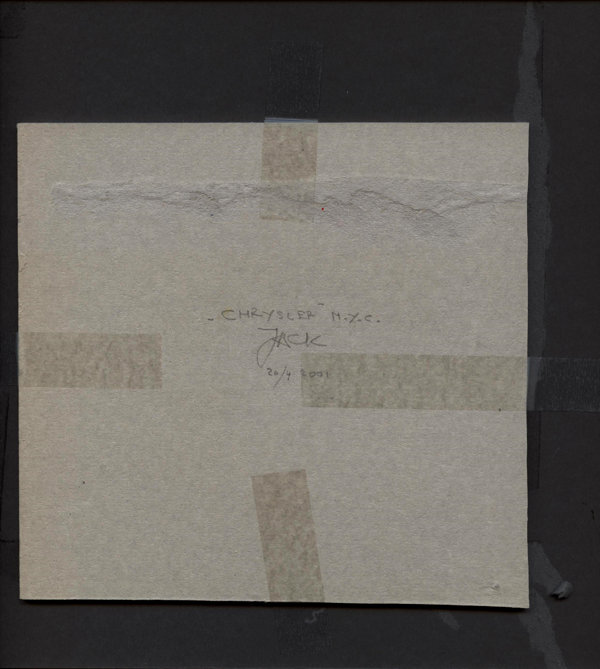 „CHRYSLER" N.Y.C.
JACK
20/4 2001